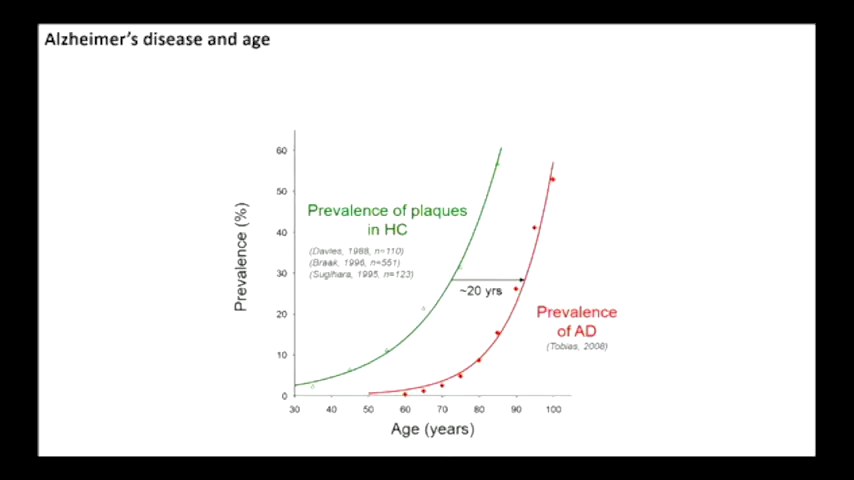 Alzheimer's disease and age
60
50
40
30
20
10
0
Prevalence (%)
Prevalence of plaques
in HC
(Davies, 1988, n=110)
(Braak, 1996, n=551)
(Sugihara, 1995, n=123)
~20 yrs
Prevalence
of AD
(Tobias, 2008)
30 40 50 60 70 80 90 100
Age (years)